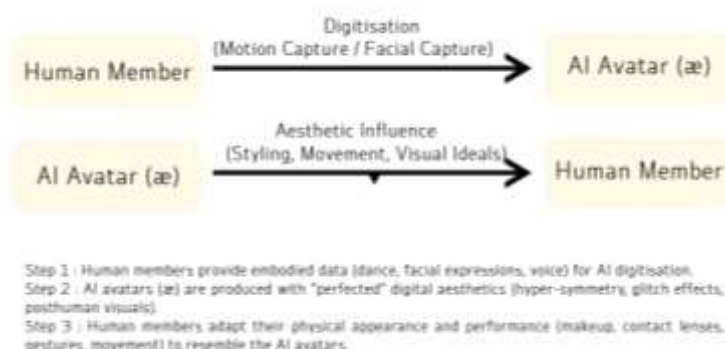 Digitisation
(Motion Capture / Facial Capture)
Human Member
AI Avatar (æ)
Aesthetic Influence
(Styling, Movement, Visual Ideals)
AI Avatar (æ)
Human Member
Step 1 : Human members provide embodied data (dance, facial expressions, voice) for AI digitisation.
Step 2 : AI avatars (æ) are produced with "perfected" digital aesthetics (hyper-symmetry, glitch effects,
posthuman visuals).
Step 3 : Human members adapt their physical appearance and performance (makeup, contact lenses,
gestures, movement) to resemble the AI avatars.